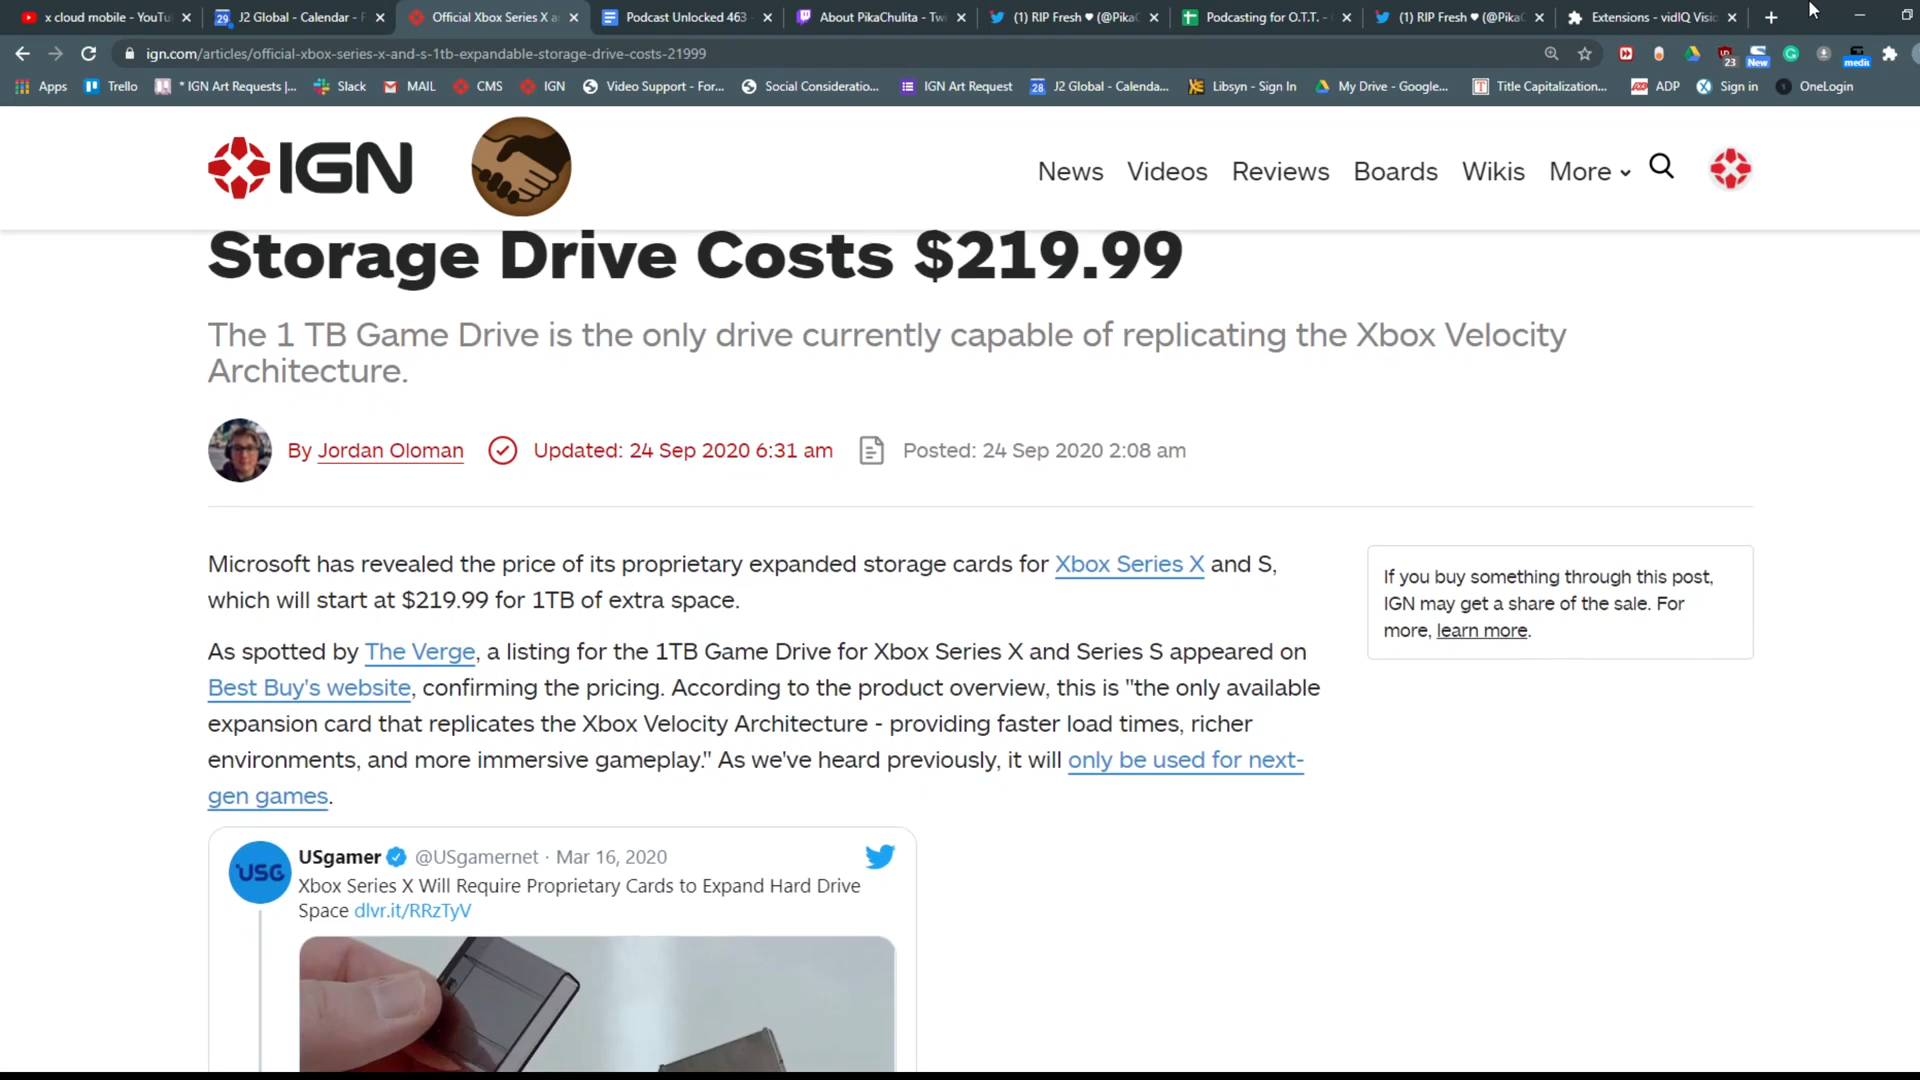 x cloud mobile - YouTu
J2 Global - Calendar - F
Official Xbox Series X a
Podcast Unlocked 463
About PikaChulita - Tw
(1) RIP Fresh ♥ (@PikaC
Podcasting for O.T.T. -
(1) RIP Fresh ♥ (@PikaC
Extensions - vidIQ Visio
ign.com/articles/official-xbox-series-x-and-s-1tb-expandable-storage-drive-costs-21999
23
New
medis
Apps
Trello
* IGN Art Requests |...
Slack
MAIL
CMS
IGN
Video Support - For...
Social Consideratio...
IGN Art Request
28 J2 Global - Calenda...
Libsyn - Sign In
My Drive - Google...
Title Capitalization...
ADP
Sign in
OneLogin
IGN
News
Videos
Reviews
Boards
Wikis
More
Storage Drive Costs $219.99
The 1 TB Game Drive is the only drive currently capable of replicating the Xbox Velocity
Architecture.
By Jordan Oloman
Updated: 24 Sep 2020 6:31 am
Posted: 24 Sep 2020 2:08 am
Microsoft has revealed the price of its proprietary expanded storage cards for Xbox Series X and S,
which will start at $219.99 for 1TB of extra space.
If you buy something through this post,
IGN may get a share of the sale. For
more, learn more.
As spotted by The Verge, a listing for the 1TB Game Drive for Xbox Series X and Series S appeared on
Best Buy's website, confirming the pricing. According to the product overview, this is "the only available
expansion card that replicates the Xbox Velocity Architecture - providing faster load times, richer
environments, and more immersive gameplay." As we've heard previously, it will only be used for next-
gen games.
USG
USgamer @USgamernet · Mar 16, 2020
Xbox Series X Will Require Proprietary Cards to Expand Hard Drive
Space dlvr.it/RRzTyV